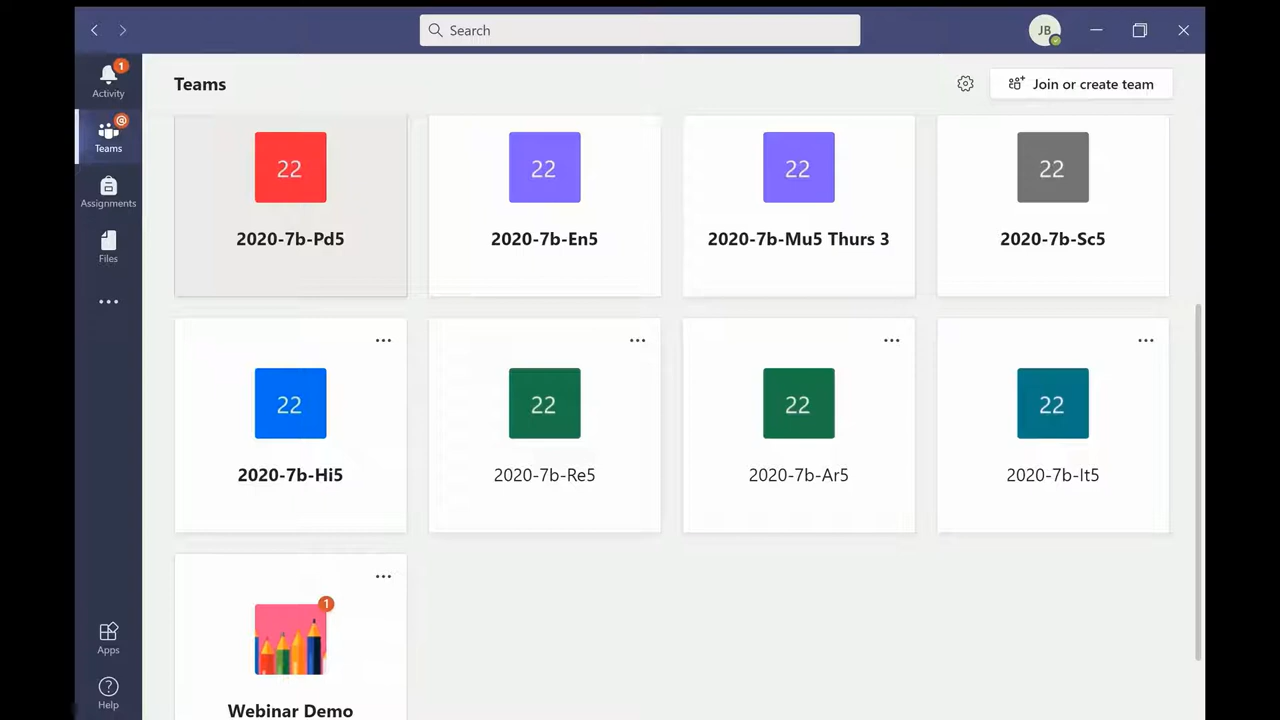 Search
JB
1
Activity
Teams
Join or create team
@
Teams
22
22
22
22
Assignments
2020-7b-Pd5
2020-7b-En5
2020-7b-Mu5 Thurs 3
2020-7b-Sc5
Files
22
22
22
22
2020-7b-Hi5
2020-7b-Re5
2020-7b-Ar5
2020-7b-It5
1
Apps
Webinar Demo
?
Help